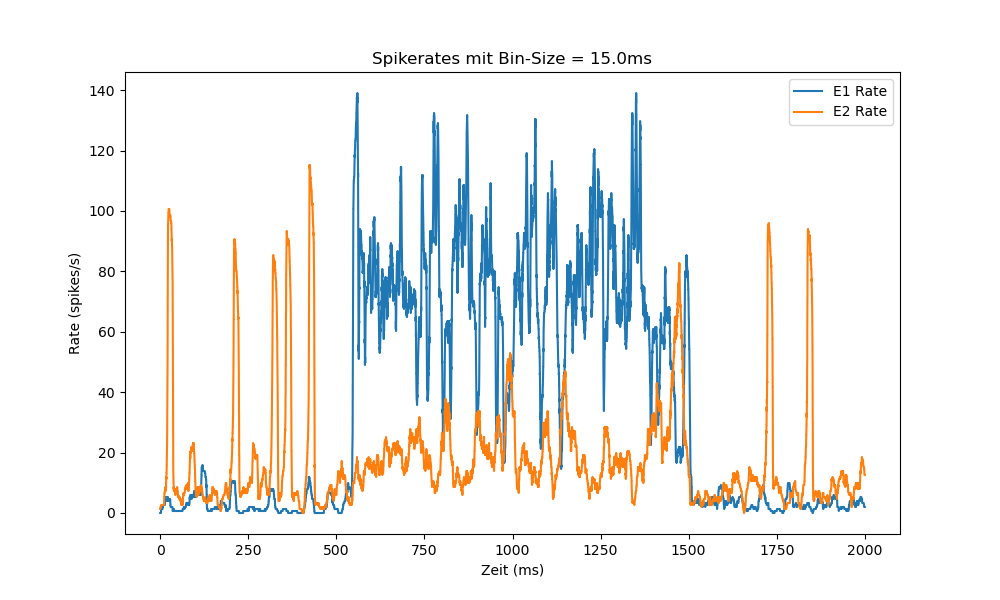 Spikerates mit Bin-Size = 15.0ms
E1 Rate
E2 Rate
Rate (spikes/s)
140
120
100
80
60
40
20
0
0 250 500 750 1000 1250 1500 1750 2000
Zeit (ms)